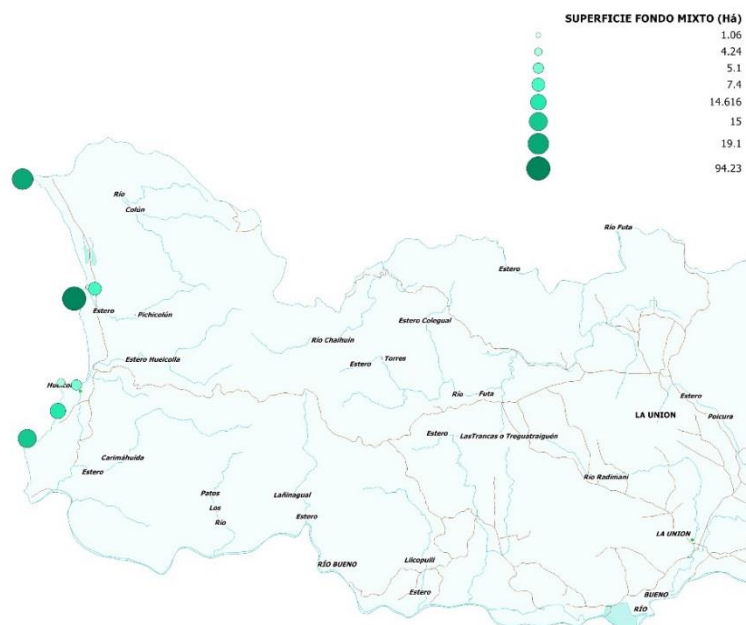 SUPERFICIE FONDO MIXTO (Há)
1.06
4.24
5.1
7.4
14.616
15
19.1
94.23
Río
Colún
Río Futa
Estero
Estero
Pichicolún
Estero Colegual
Río Chaihuín
Estero Hueicolla
Estero
Torres
Río
Futa
Estero
LA UNION
Poicura
Estero
LasTrancas o Treguatraiguén
Carimáhuida
Estero
Río Radimani
Patos
Los
Río
Lañinagual
Estero
LA UNION
RÍO BUENO
Llicopulli
Estero
BUENO
RÍO